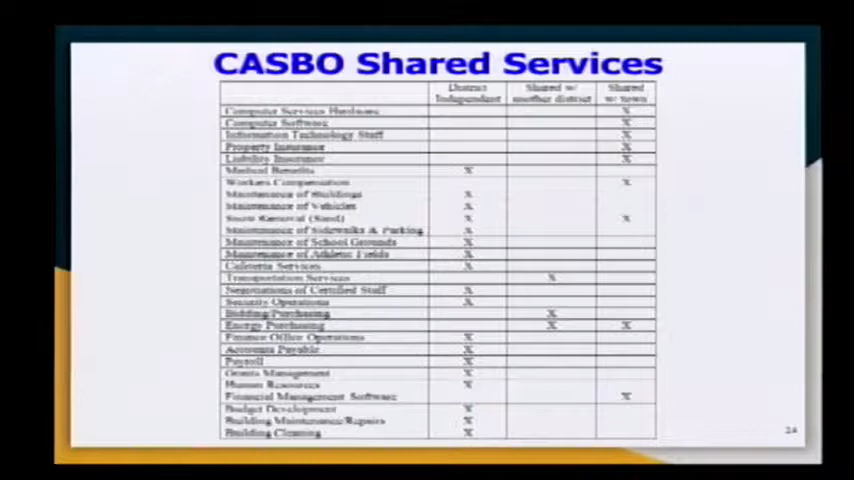 CASBO Shared Services
District Independent Shared w/ another district Shared w/ town
Computer Services Hardware X
Computer Software X
Information Technology Staff X
Property Insurance X
Liability Insurance X
Medical Benefits X
Workers Compensation X
Maintenance of Buildings X
Maintenance of Vehicles X
Snow Removal (Sand) X X
Maintenance of Sidewalks & Parking X
Maintenance of School Grounds X
Maintenance of Athletic Fields X
Cafeteria Services X
Transportation Services X
Negotiations of Certified Staff X
Security Operations X
Bidding/Purchasing X
Energy Purchasing X X
Finance Office Operations X
Accounts Payable X
Payroll X
Grants Management X
Human Resources X
Financial Management Software X
Budget Development X
Building Maintenance/Repairs X
Building Cleaning X
24